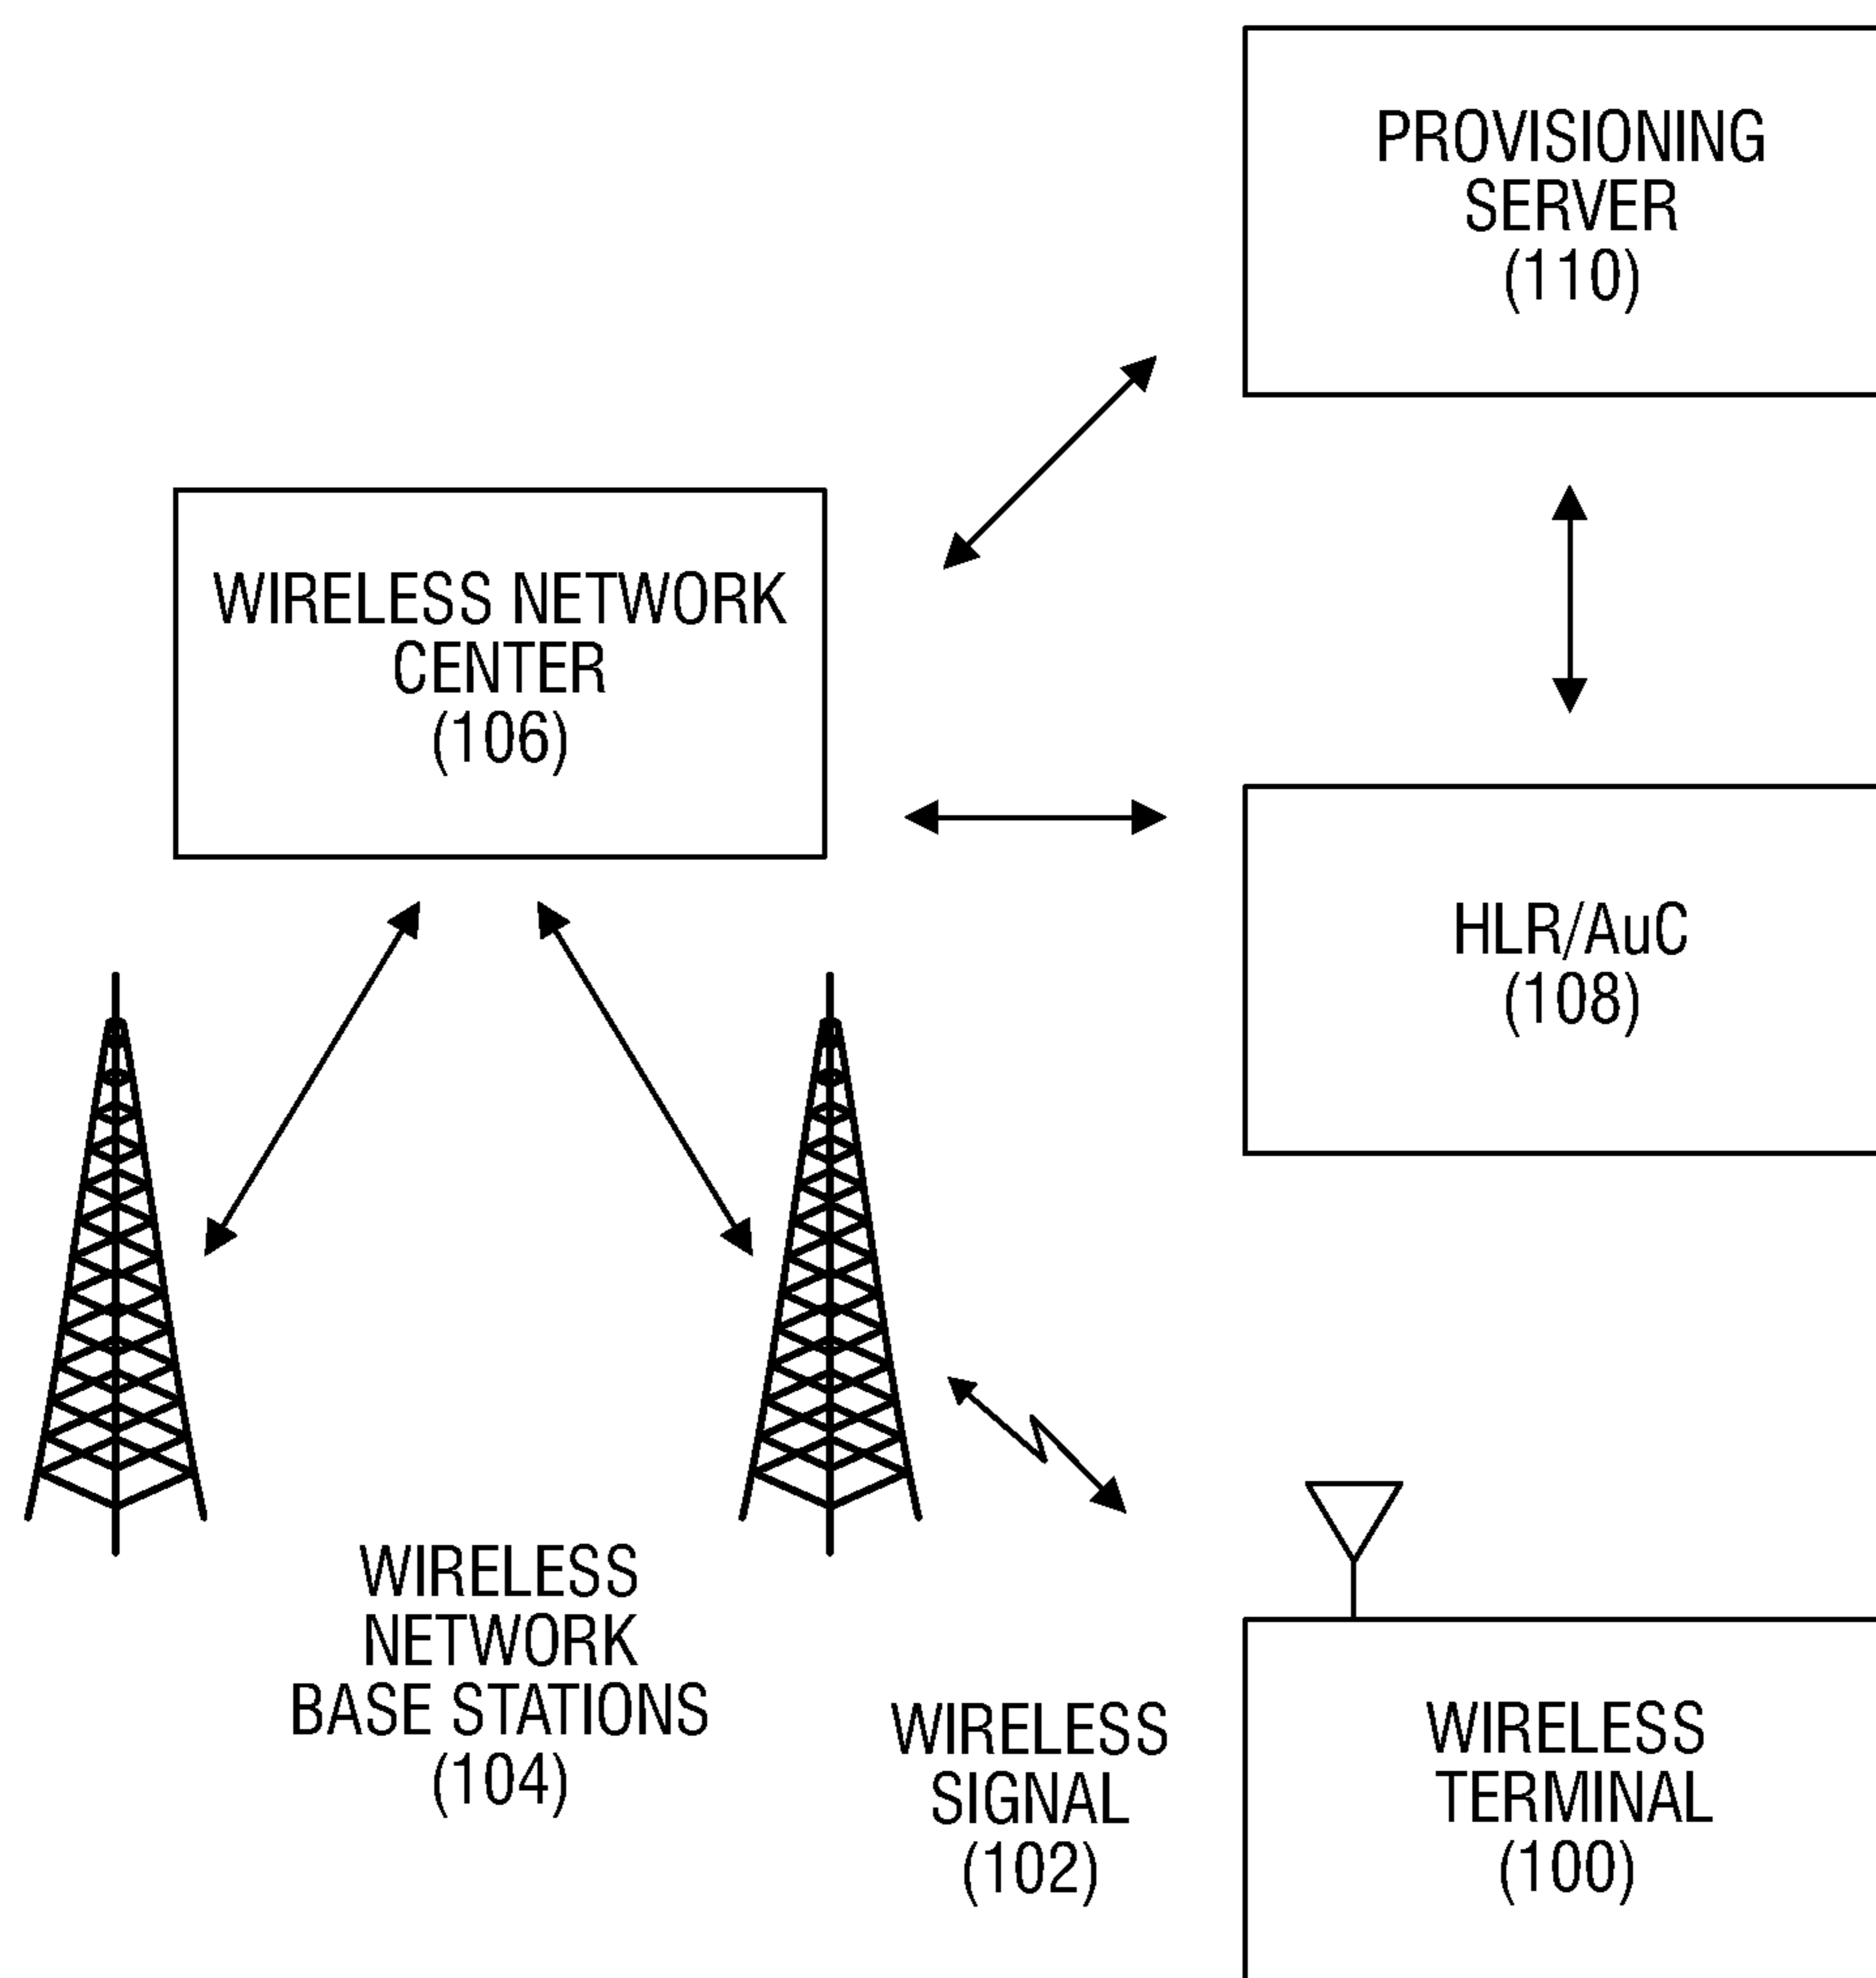 PROVISIONING
SERVER
(110)
WIRELESS NETWORK
CENTER
(106)
HLR/AuC
(108)
WIRELESS
NETWORK
BASE STATIONS
(104)
WIRELESS
SIGNAL
(102)
WIRELESS
TERMINAL
(100)